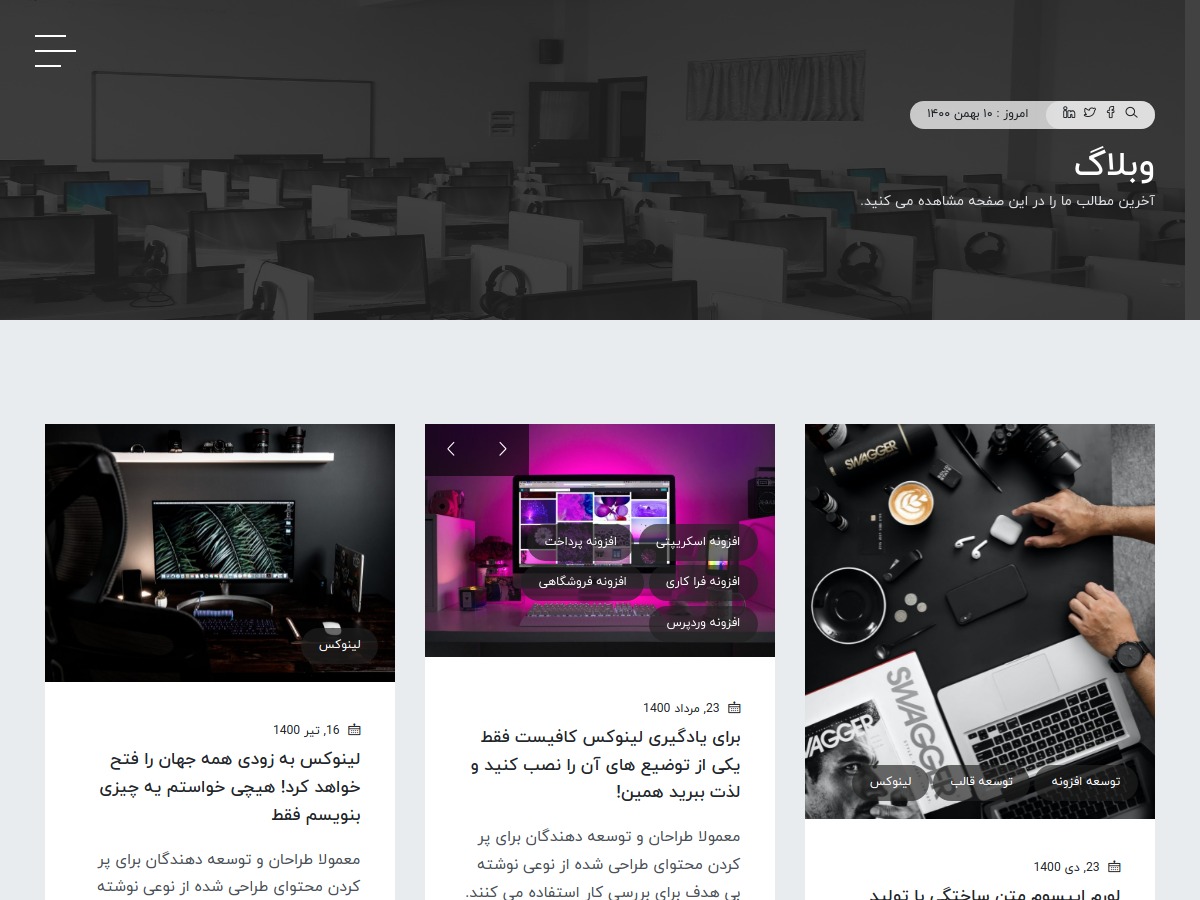 امروز : ۱۰ بهمن ۱۴۰۰
وبلاگ
آخرین مطالب ما را در این صفحه مشاهده می کنید.
SWAGGER
SWAGGER
توسعه افزونه
توسعه قالب
لینوکس
23, دی 1400
لورم ایپسوم متن ساختگی با تولید
افزونه اسکریپتی
افزونه پرداخت
افزونه فرا کاری
افزونه فروشگاهی
افزونه وردپرس
23, مرداد 1400
برای یادگیری لینوکس کافیست فقط
یکی از توضیع های آن را نصب کنید و
لذت ببرید همین!
معمولا طراحان و توسعه دهندگان برای پر
کردن محتوای طراحی شده از نوعی نوشته
بی هدف برای بررسی کار استفاده می کنند.
لینوکس
16, تیر 1400
لینوکس به زودی همه جهان را فتح
خواهد کرد! هیچی خواستم یه چیزی
بنویسم فقط
معمولا طراحان و توسعه دهندگان برای پر
کردن محتوای طراحی شده از نوعی نوشته